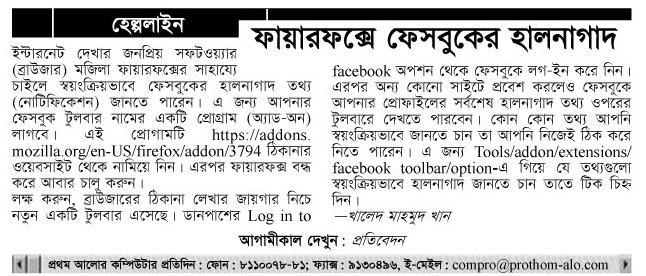 হেল্পলাইন
ফায়ারফক্সে ফেসবুকের হালনাগাদ
ইন্টারনেট দেখার জনপ্রিয় সফটওয়্যার
(ব্রাউজার) মজিলা ফায়ারফক্সের সাহায্যে
চাইলে স্বয়ংক্রিয়ভাবে ফেসবুকের হালনাগাদ তথ্য
(নোটিফিকেশন) জানতে পারেন। এ জন্য আপনার
ফেসবুক টুলবার নামের একটি প্রোগ্রাম (অ্যাড-অন)
লাগবে। এই প্রোগামটি https://addons.
mozilla.org/en-US/firefox/addon/3794 ঠিকানার
ওয়েবসাইট থেকে নামিয়ে নিন। এরপর ফায়ারফক্স বন্ধ
করে আবার চালু করুন।
লক্ষ করুন, ব্রাউজারের ঠিকানা লেখার জায়গার নিচে
নতুন একটি টুলবার এসেছে। ডানপাশের Log in to
facebook অপশন থেকে ফেসবুকে লগ-ইন করে নিন।
এরপর অন্য কোনো সাইটে প্রবেশ করলেও ফেসবুকে
আপনার প্রোফাইলের সর্বশেষ হালনাগাদ তথ্য ওপরের
টুলবারে দেখতে পারবেন। কোন কোন তথ্য আপনি
স্বয়ংক্রিয়ভাবে জানতে চান তা আপনি নিজেই ঠিক করে
নিতে পারেন। এ জন্য Tools/addon/extensions/
facebook toolbar/option-এ গিয়ে যে তথ্যগুলো
স্বয়ংক্রিয়ভাবে হালনাগাদ জানতে চান তাতে টিক চিহ্ন
দিন।
—খালেদ মাহমুদ খান
আগামীকাল দেখুন : প্রতিবেদন
প্রথম আলোর কম্পিউটার প্রতিদিন : ফোন : ৮১১০০৭৮-৮১; ফ্যাক্স : ৯১৩০৪৯৬, ই-মেইল : compro@prothom-alo.com